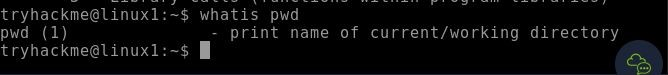 tryhackme@linux1:~$ whatis pwd
pwd (1)              - print name of current/working directory
tryhackme@linux1:~$